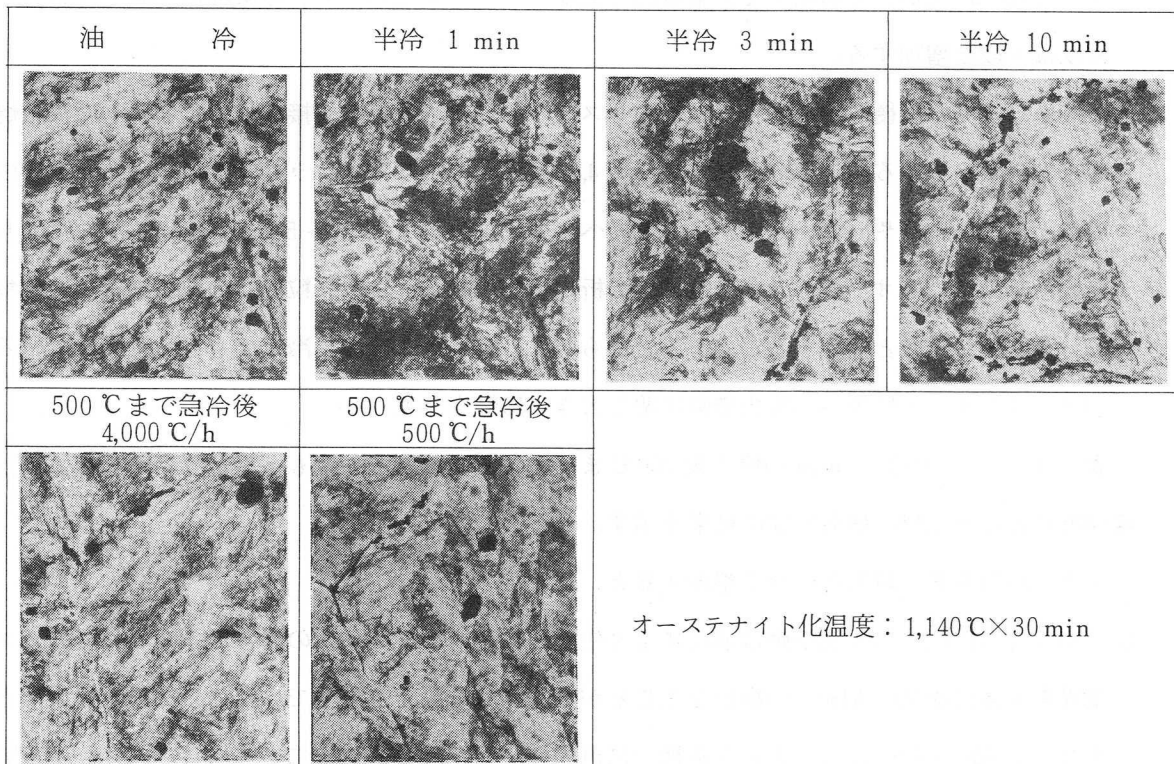 油 冷
半冷 1 min
半冷 3 min
半冷 10 min
500℃まで急冷後
4,000℃/h
500℃まで急冷後
500℃/h
オーステナイト化温度：1,140℃×30min